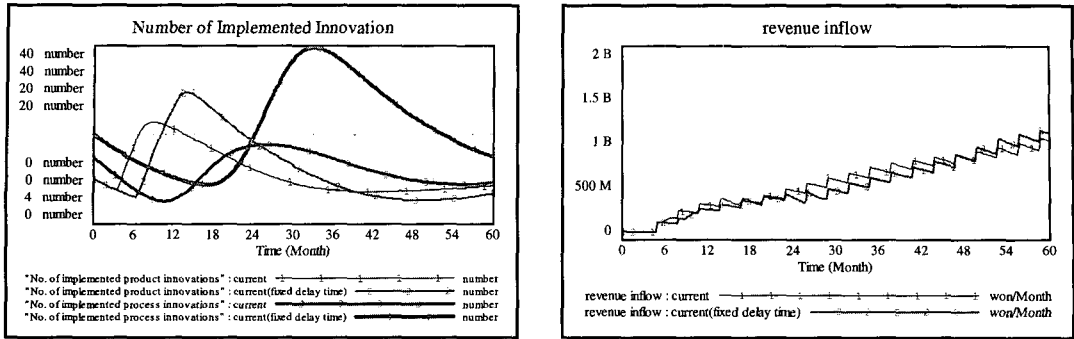 Number of Implemented Innovation
40 number
40 number
20 number
20 number
0 number
0 number
4 number
0 number
0 6 12 18 24 30 36 42 48 54 60
Time (Month)
"No. of implemented product innovations" : current number
"No. of implemented product innovations" : current(fixed delay time) number
"No. of implemented process innovations" : current number
"No. of implemented process innovations" : current(fixed delay time) number
revenue inflow
2 B
1.5 B
1 B
500 M
0
0 6 12 18 24 30 36 42 48 54 60
Time (Month)
revenue inflow : current won/Month
revenue inflow : current(fixed delay time) won/Month